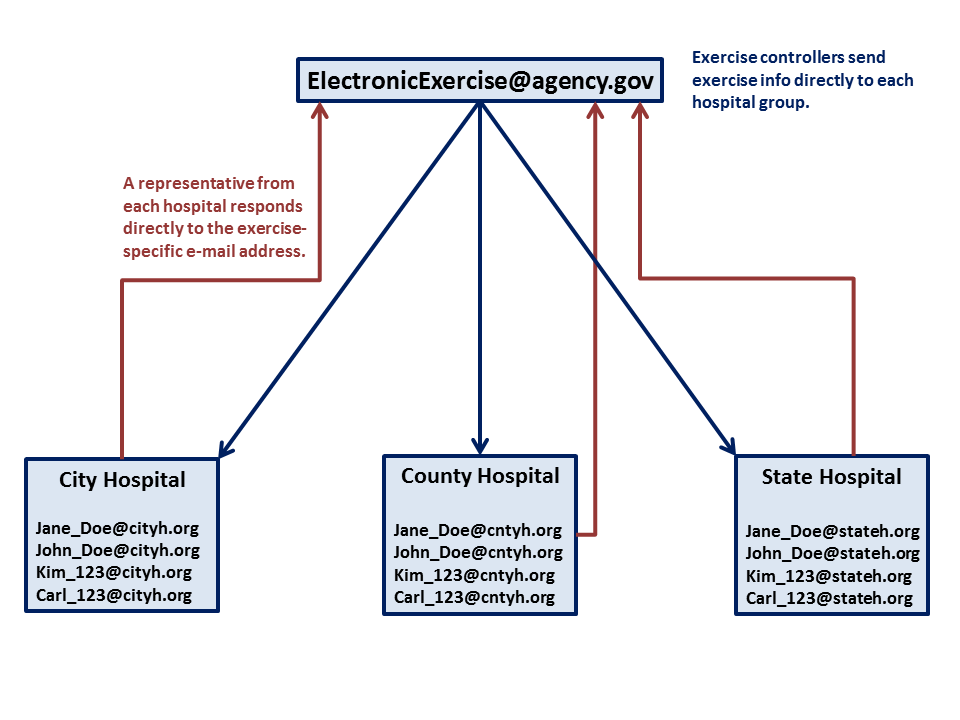 ElectronicExercise@agency.gov
Exercise controllers send
exercise info directly to each
hospital group.
A representative from
each hospital responds
directly to the exercise-
specific e-mail address.
City Hospital
Jane_Doe@cityh.org
John_Doe@cityh.org
Kim_123@cityh.org
Carl_123@cityh.org
County Hospital
Jane_Doe@cntyh.org
John_Doe@cntyh.org
Kim_123@cntyh.org
Carl_123@cntyh.org
State Hospital
Jane_Doe@stateh.org
John_Doe@stateh.org
Kim_123@stateh.org
Carl_123@stateh.org